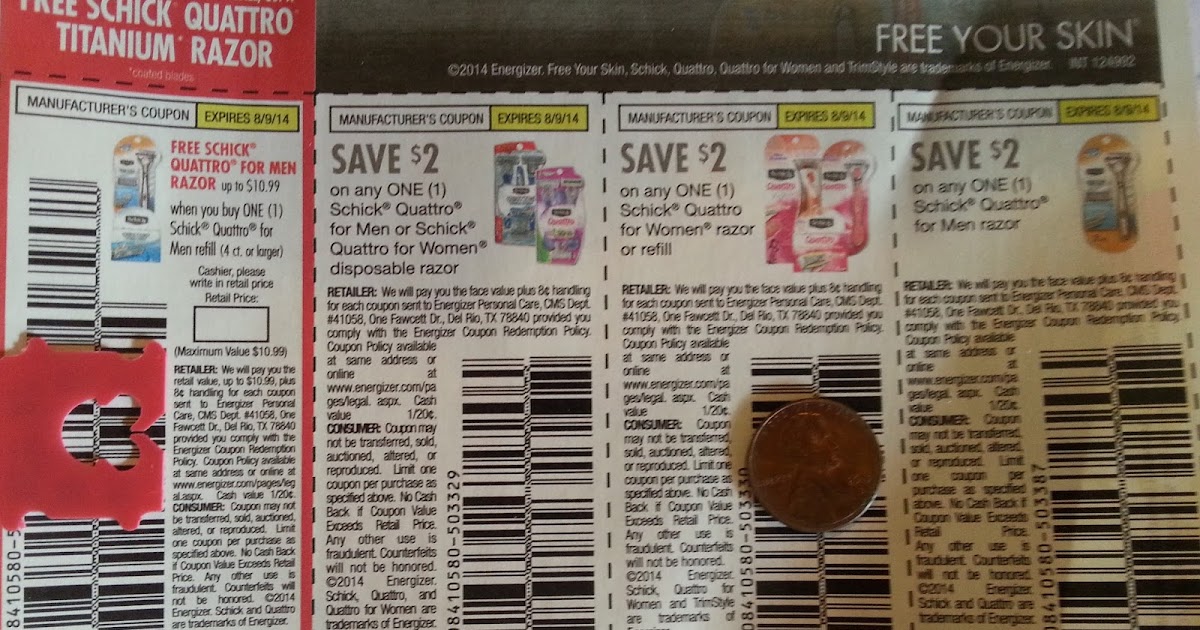 FREE SCHICK® QUATTRO®
TITANIUM® RAZOR
*coated blades
FREE YOUR SKIN®
©2014 Energizer. Free Your Skin, Schick, Quattro, Quattro for Women and TrimStyle are trademarks of Energizer. INT 124992
MANUFACTURER'S COUPON EXPIRES 8/9/14
FREE SCHICK®
QUATTRO® FOR MEN
RAZOR up to $10.99
when you buy ONE (1)
Schick® Quattro® for
Men refill (4 ct. or larger)
Cashier, please
write in retail price
Retail Price:
(Maximum Value $10.99)
RETAILER: We will pay you the
retail value, up to $10.99, plus
8¢ handling for each coupon
sent to Energizer Personal
Care, CMS Dept. #41058, One
Fawcett Dr., Del Rio, TX 78840
provided you comply with the
Energizer Coupon Redemption
Policy. Coupon Policy available
at same address or online at
www.energizer.com/pages/leg
al.aspx. Cash value 1/20¢.
CONSUMER: Coupon may not
be transferred, sold, auctioned,
altered, or reproduced. Limit
one coupon per purchase as
specified above. No Cash Back
if Coupon Value Exceeds Retail
Price. Any other use is
fraudulent. Counterfeits will
not be honored. ©2014
Energizer. Schick and Quattro
are trademarks of Energizer.
8410580-5
MANUFACTURER'S COUPON EXPIRES 8/9/14
SAVE $2
on any ONE (1)
Schick® Quattro®
for Men or Schick®
Quattro for Women®
disposable razor
RETAILER: We will pay you the face value plus 8¢ handling
for each coupon sent to Energizer Personal Care, CMS Dept.
#41058, One Fawcett Dr., Del Rio, TX 78840 provided you
comply with the Energizer Coupon Redemption Policy.
Coupon Policy available
at same address or
online at
www.energizer.com/pa
ges/legal. aspx. Cash
value 1/20¢.
CONSUMER: Coupon may
not be transferred, sold,
auctioned, altered, or
reproduced. Limit one
coupon per purchase as
specified above. No Cash
Back if Coupon Value
Exceeds Retail Price.
Any other use is
fraudulent. Counterfeits
will not be honored.
©2014 Energizer.
Schick, Quattro, and
Quattro for Women are
trademarks of Energizer.
08410580-503329
MANUFACTURER'S COUPON EXPIRES 8/9/14
SAVE $2
on any ONE (1)
Schick® Quattro
for Women® razor
or refill
RETAILER: We will pay you the face value plus 8¢ handling
for each coupon sent to Energizer Personal Care, CMS Dept.
#41058, One Fawcett Dr., Del Rio, TX 78840 provided you
comply with the Energizer Coupon Redemption Policy.
Coupon Policy available
at same address or
online at
www.energizer.com/pa
ges/legal. aspx. Cash
value 1/20¢.
CONSUMER: Coupon
may not be transferred,
sold, auctioned, altered,
or reproduced. Limit one
coupon per purchase as
specified above. No Cash
Back if Coupon Value
Exceeds Retail Price.
Any other use is
fraudulent. Counterfeits
will not be honored.
©2014 Energizer.
Schick, Quattro for
Women and TrimStyle
are trademarks of
08410580-503330
MANUFACTURER'S COUPON EXPIRES 8/9/14
SAVE $2
on any ONE (1)
Schick® Quattro®
for Men razor
RETAILER: We will pay you the face value plus 8¢ handling
for each coupon sent to Energizer Personal Care, CMS Dept.
#41058, One Fawcett Dr., Del Rio, TX 78840 provided you
comply with the Energizer Coupon Redemption Policy.
Coupon Policy available
at same address or
online at
www.energizer.com/pa
ges/legal. aspx. Cash
value 1/20¢.
CONSUMER: Coupon
may not be transferred,
sold, auctioned, altered,
or reproduced. Limit
one coupon per
purchase as specified
above. No Cash Back if
Coupon Value Exceeds
Retail Price. Any
other use is
fraudulent. Counterfeits
will not be honored.
©2014 Energizer.
Schick and Quattro are
trademarks of Energizer.
08410580-503387